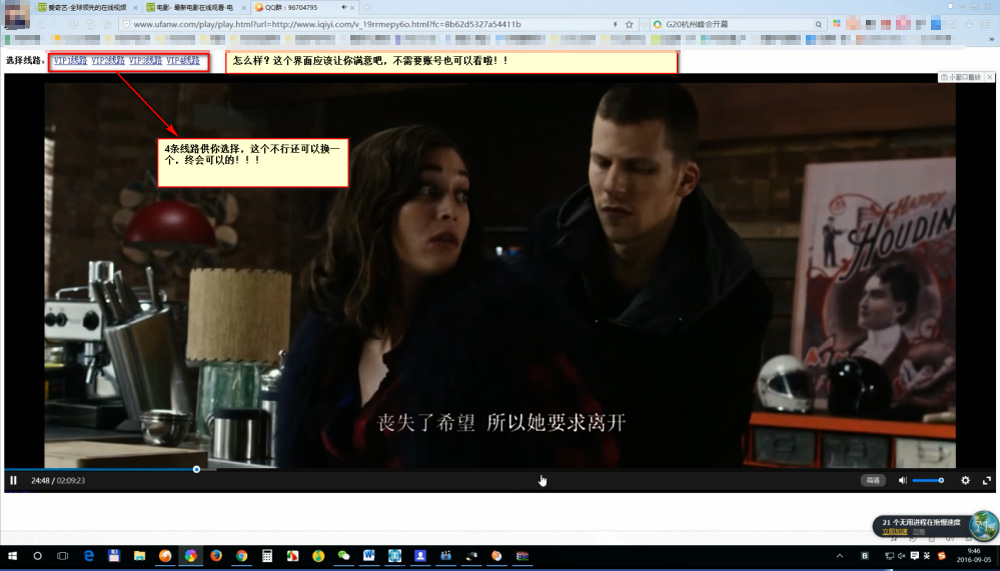 爱奇艺-全球领先的在线视频
电影- 最新电影在线观看-电
QQ群: 96704795
www.ufanw.com/play/play.html?url=http://www.iqiyi.com/v_19rrmepy6o.html?fc=8b62d5327a54411b
G20杭州峰会开幕
选择线路，
VIP1线路 VIP2线路 VIP3线路 VIP4线路
怎么样？这个界面应该让你满意吧，不需要账号也可以看啦！！
小窗口播放
4条线路供你选择，这个不行还可以换一
个，终会可以的！！！
HARRY
HOUDIN
丧失了希望 所以她要求离开
24:48 / 02:09:23
高清
21 个无用进程在拖慢速度
立即加速
71
9:46
2016-09-05